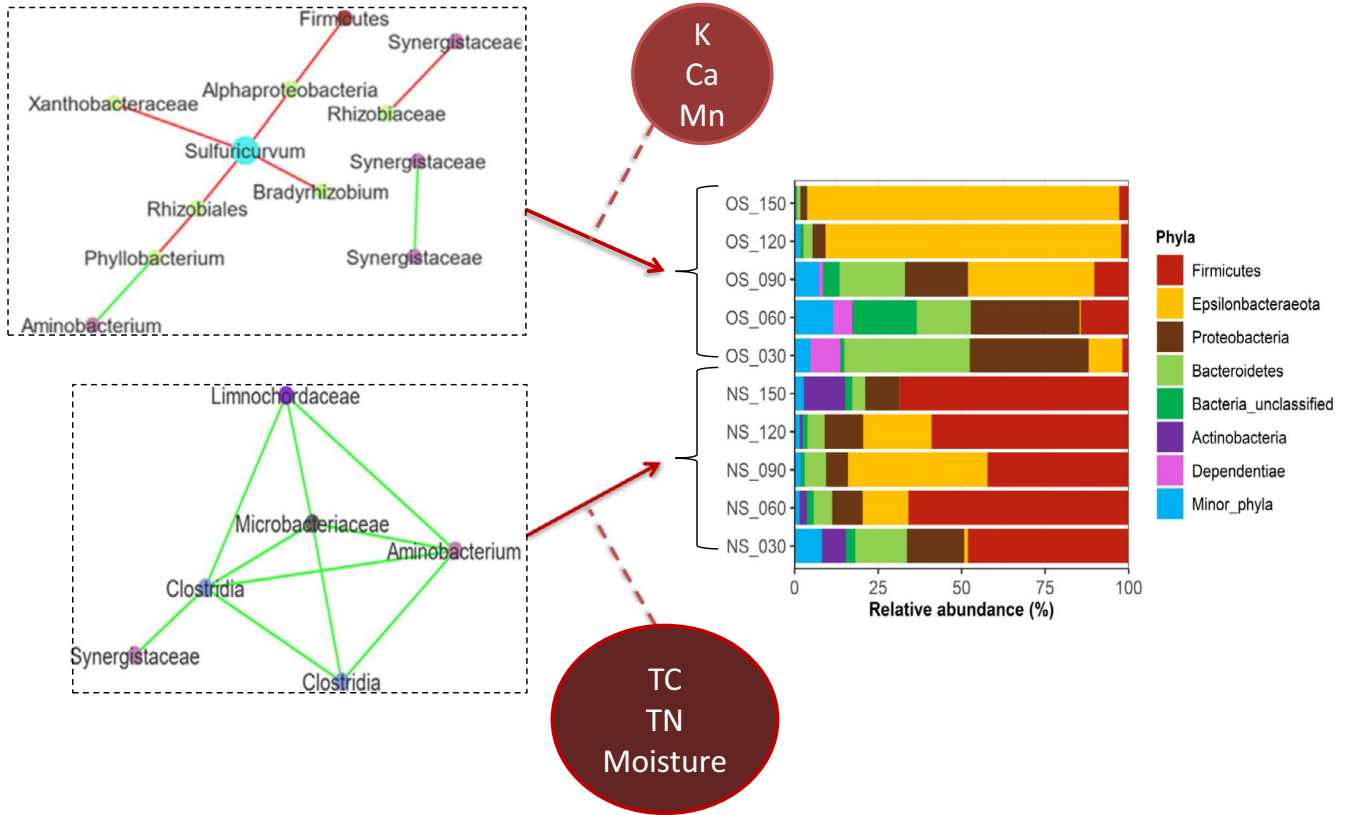 Firmicutes
Synergistaceae
Alphaproteobacteria
Xanthobacteraceae
Rhizobiaceae
Sulfuricurvum
Synergistaceae
Bradyrhizobium
Rhizobiales
Phyllobacterium
Synergistaceae
Aminobacterium
K
Ca
Mn
Limnochordaceae
Microbacteriaceae
Aminobacterium
Clostridia
Synergistaceae
Clostridia
TC
TN
Moisture
OS_150
OS_120
OS_090
OS_060
OS_030
NS_150
NS_120
NS_090
NS_060
NS_030
0 25 50 75 100
Relative abundance (%)
Phyla
Firmicutes
Epsilonbacteraeota
Proteobacteria
Bacteroidetes
Bacteria_unclassified
Actinobacteria
Dependentiae
Minor_phyla